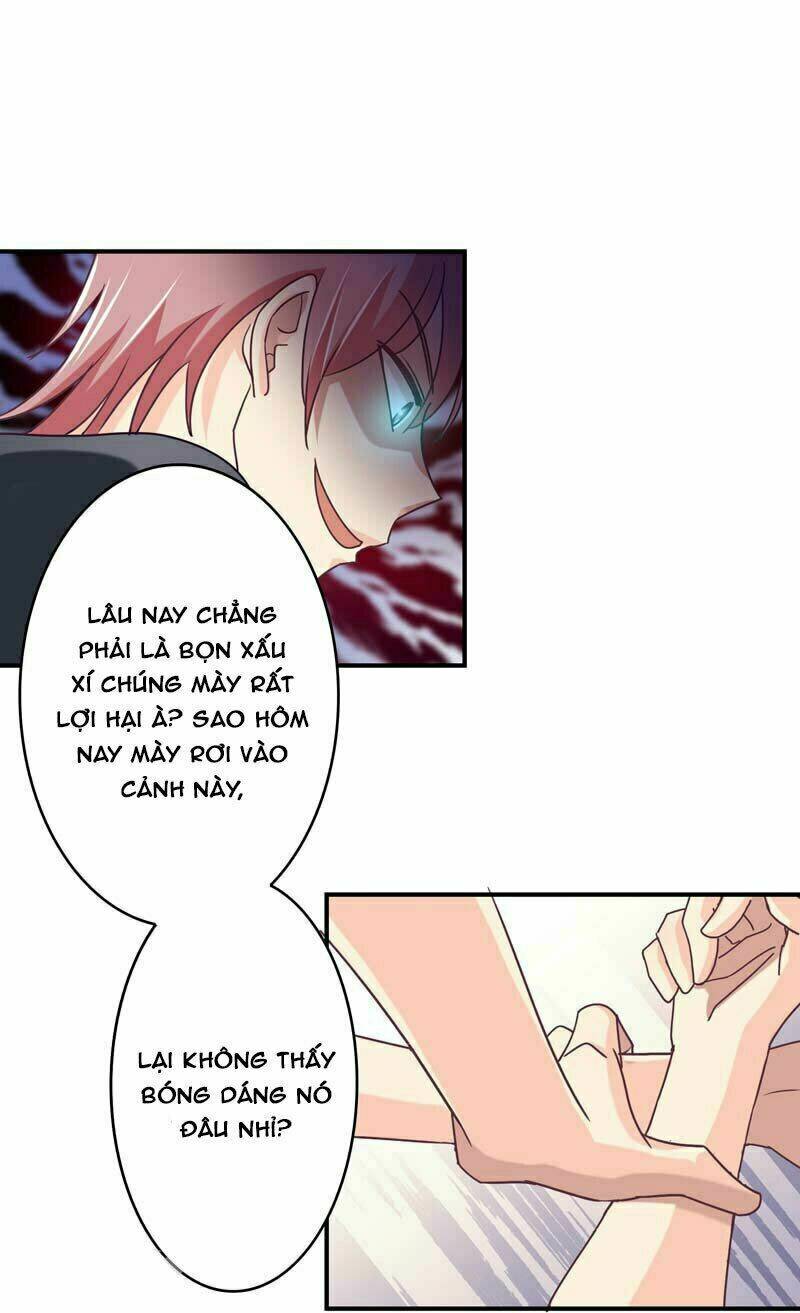 LÂU NAY CHẲNG
PHẢI LÀ BỌN XẤU
XÍ CHÚNG MÀY RẤT
LỢI HẠI À? SAO HÔM
NAY MÀY RƠI VÀO
CẢNH NÀY,
LẠI KHÔNG THẤY
BÓNG DÁNG NÓ
ĐÂU NHỈ?